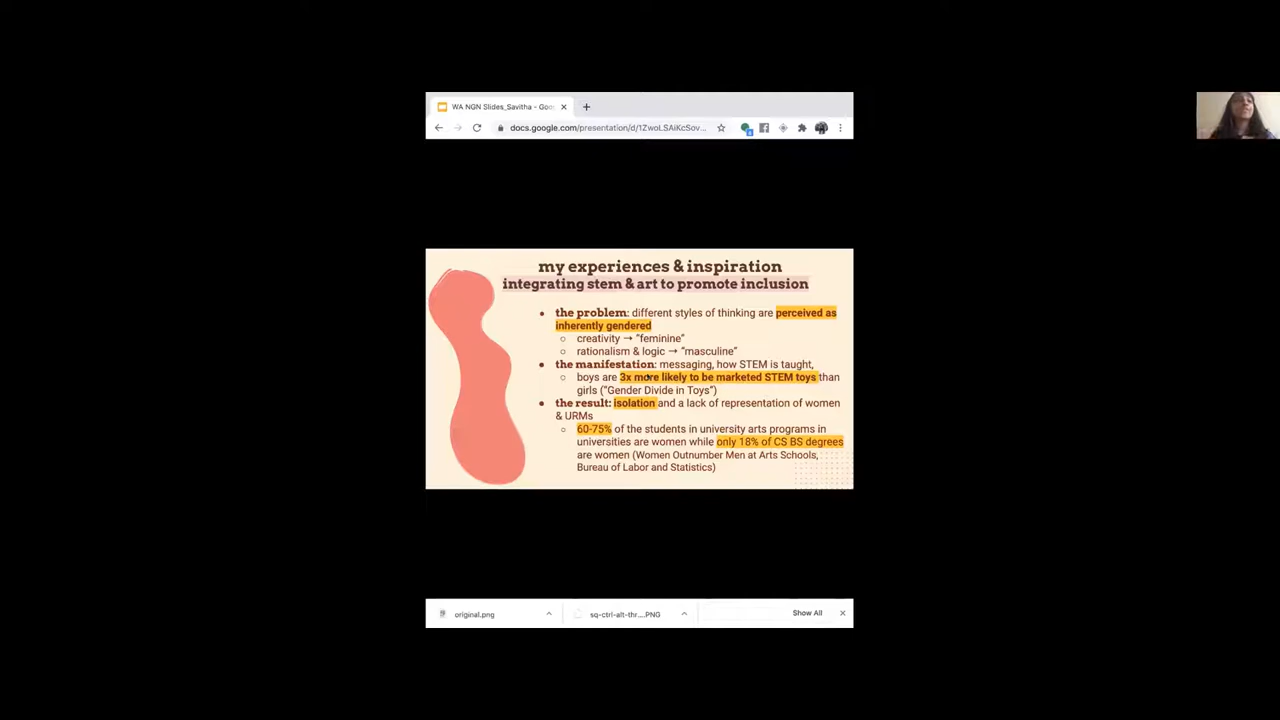 WA NGN Slides_Savitha - Goo
docs.google.com/presentation/d/1ZwoLSAiKcSov...
my experiences & inspiration
integrating stem & art to promote inclusion
● the problem: different styles of thinking are perceived as
inherently gendered
○ creativity → “feminine”
○ rationalism & logic → “masculine”
● the manifestation: messaging, how STEM is taught,
○ boys are 3x more likely to be marketed STEM toys than
girls (“Gender Divide in Toys”)
● the result: isolation and a lack of representation of women
& URMs
○ 60-75% of the students in university arts programs in
universities are women while only 18% of CS BS degrees
are women (Women Outnumber Men at Arts Schools,
Bureau of Labor and Statistics)
original.png
sq-ctrl-alt-thr....PNG
Show All